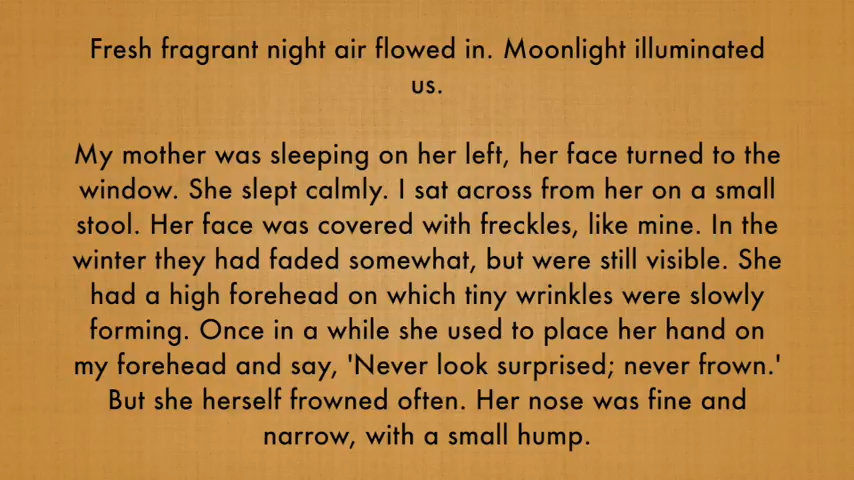 Fresh fragrant night air flowed in. Moonlight illuminated
us.
My mother was sleeping on her left, her face turned to the
window. She slept calmly. I sat across from her on a small
stool. Her face was covered with freckles, like mine. In the
winter they had faded somewhat, but were still visible. She
had a high forehead on which tiny wrinkles were slowly
forming. Once in a while she used to place her hand on
my forehead and say, 'Never look surprised; never frown.'
But she herself frowned often. Her nose was fine and
narrow, with a small hump.